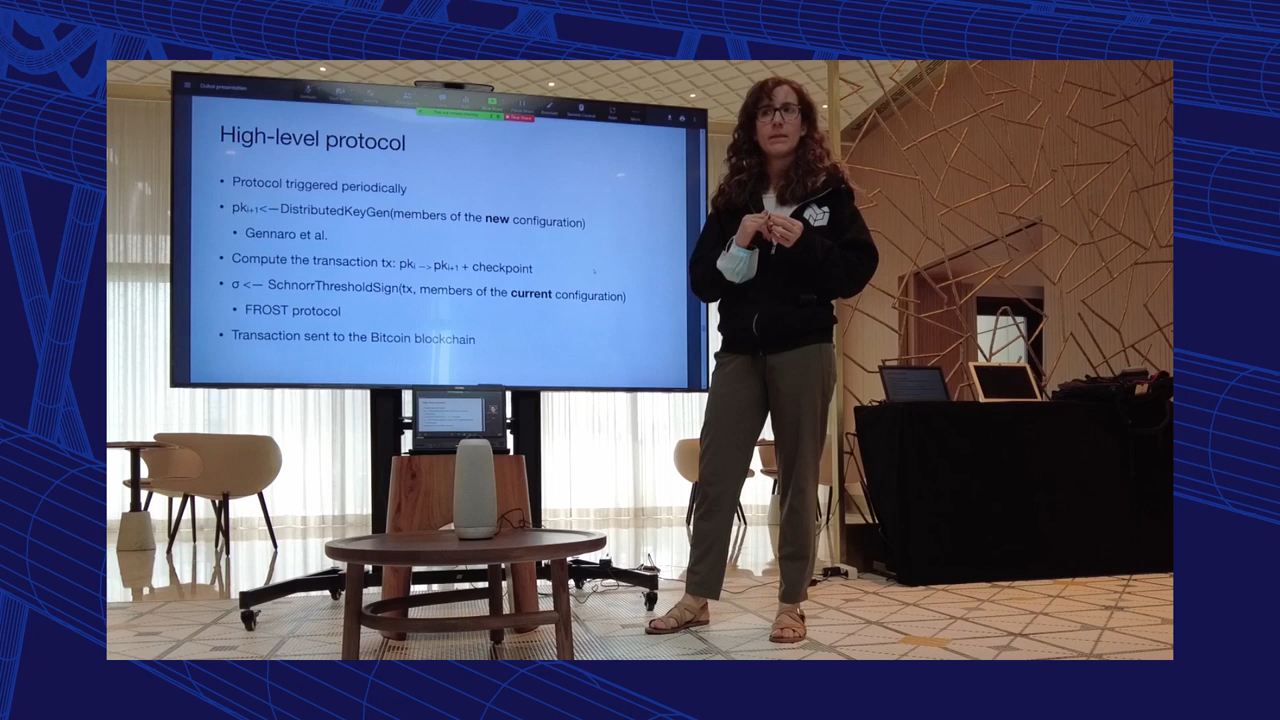 Dubai presentation
High-level protocol
• Protocol triggered periodically
• pkᵢ₊₁<—DistributedKeyGen(members of the new configuration)
• Gennaro et al.
• Compute the transaction tx: pkᵢ —> pkᵢ₊₁ + checkpoint
• σ <— SchnorrThresholdSign(tx, members of the current configuration)
• FROST protocol
• Transaction sent to the Bitcoin blockchain